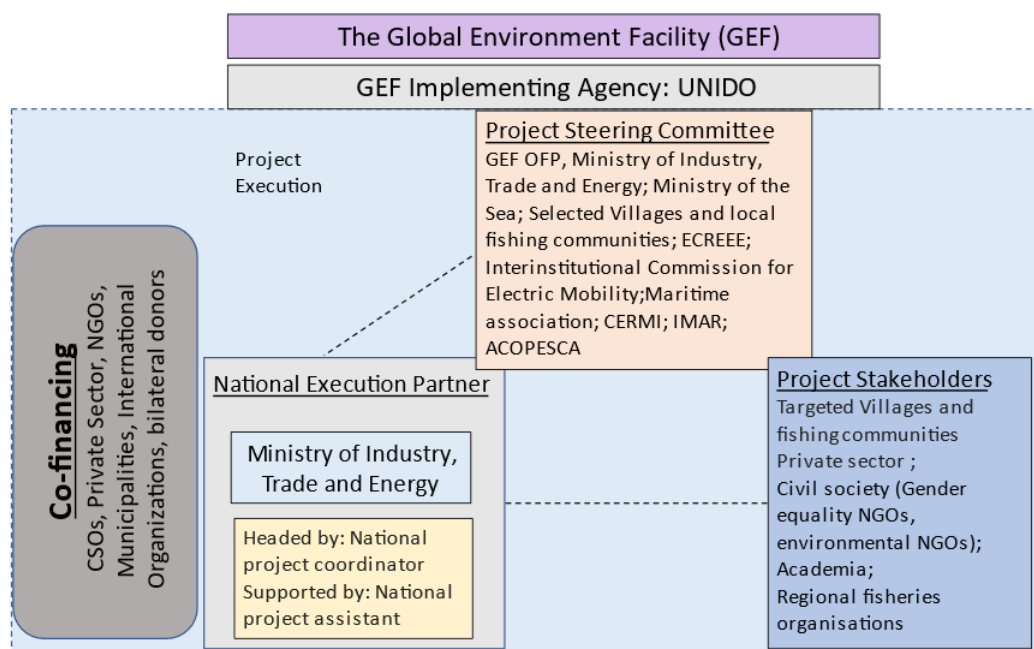 The Global Environment Facility (GEF)
GEF Implementing Agency: UNIDO
Project
Execution
Project Steering Committee
GEF OFP, Ministry of Industry,
Trade and Energy; Ministry of the
Sea; Selected Villages and local
fishing communities; ECREEE;
Interinstitutional Commission for
Electric Mobility;Maritime
association; CERMI; IMAR;
ACOPESCA
Co-financing
CSOs, Private Sector, NGOs,
Municipalities, International
Organizations, bilateral donors
National Execution Partner
Ministry of Industry,
Trade and Energy
Headed by: National
project coordinator
Supported by: National
project assistant
Project Stakeholders
Targeted Villages and
fishing communities
Private sector ;
Civil society (Gender
equality NGOs,
environmental NGOs);
Academia;
Regional fisheries
organisations